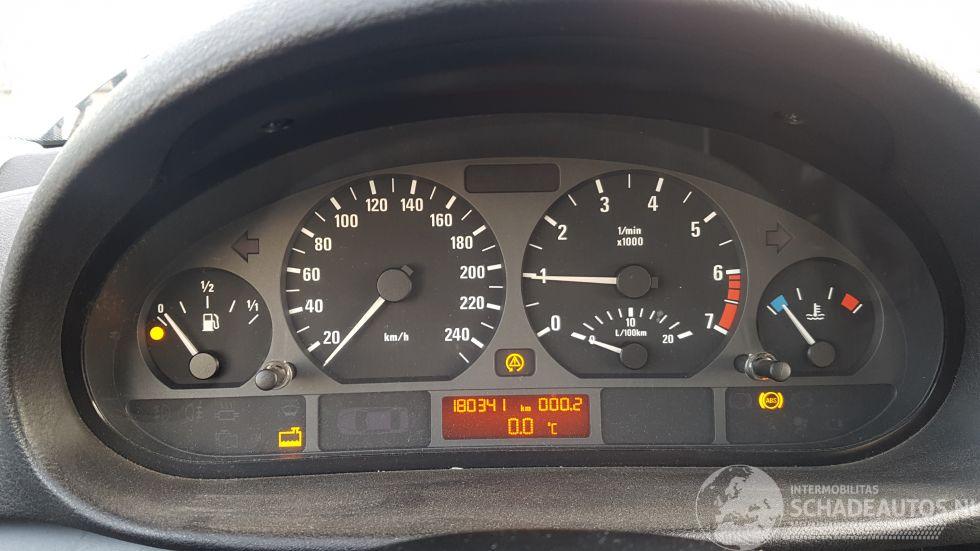 20 40 60 80 100 120 140 160 180 200 220 240
km/h
0 1/2 1/1
0 1 2 3 4 5 6 7
1/min
x1000
0 10 20
L/100km
ABS
180341 km 000.2
0.0 °C
INTERMOBILITAS
SCHADEAUTOS.NL